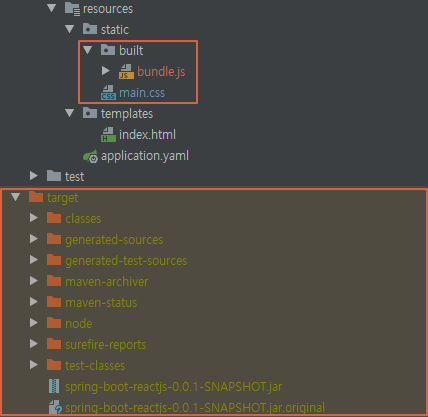 resources
static
built
bundle.js
main.css
templates
index.html
application.yaml
test
target
classes
generated-sources
generated-test-sources
maven-archiver
maven-status
node
surefire-reports
test-classes
spring-boot-reactjs-0.0.1-SNAPSHOT.jar
spring-boot-reactjs-0.0.1-SNAPSHOT.jar.original